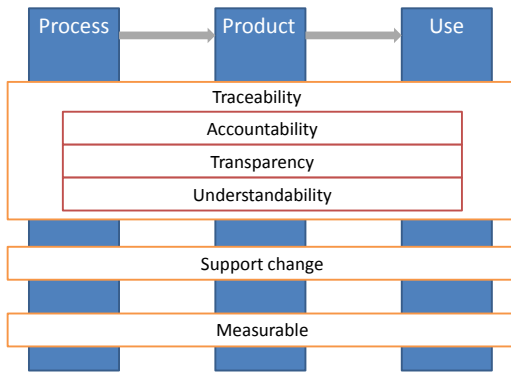 Process
Product
Use
Traceability
Accountability
Transparency
Understandability
Support change
Measurable